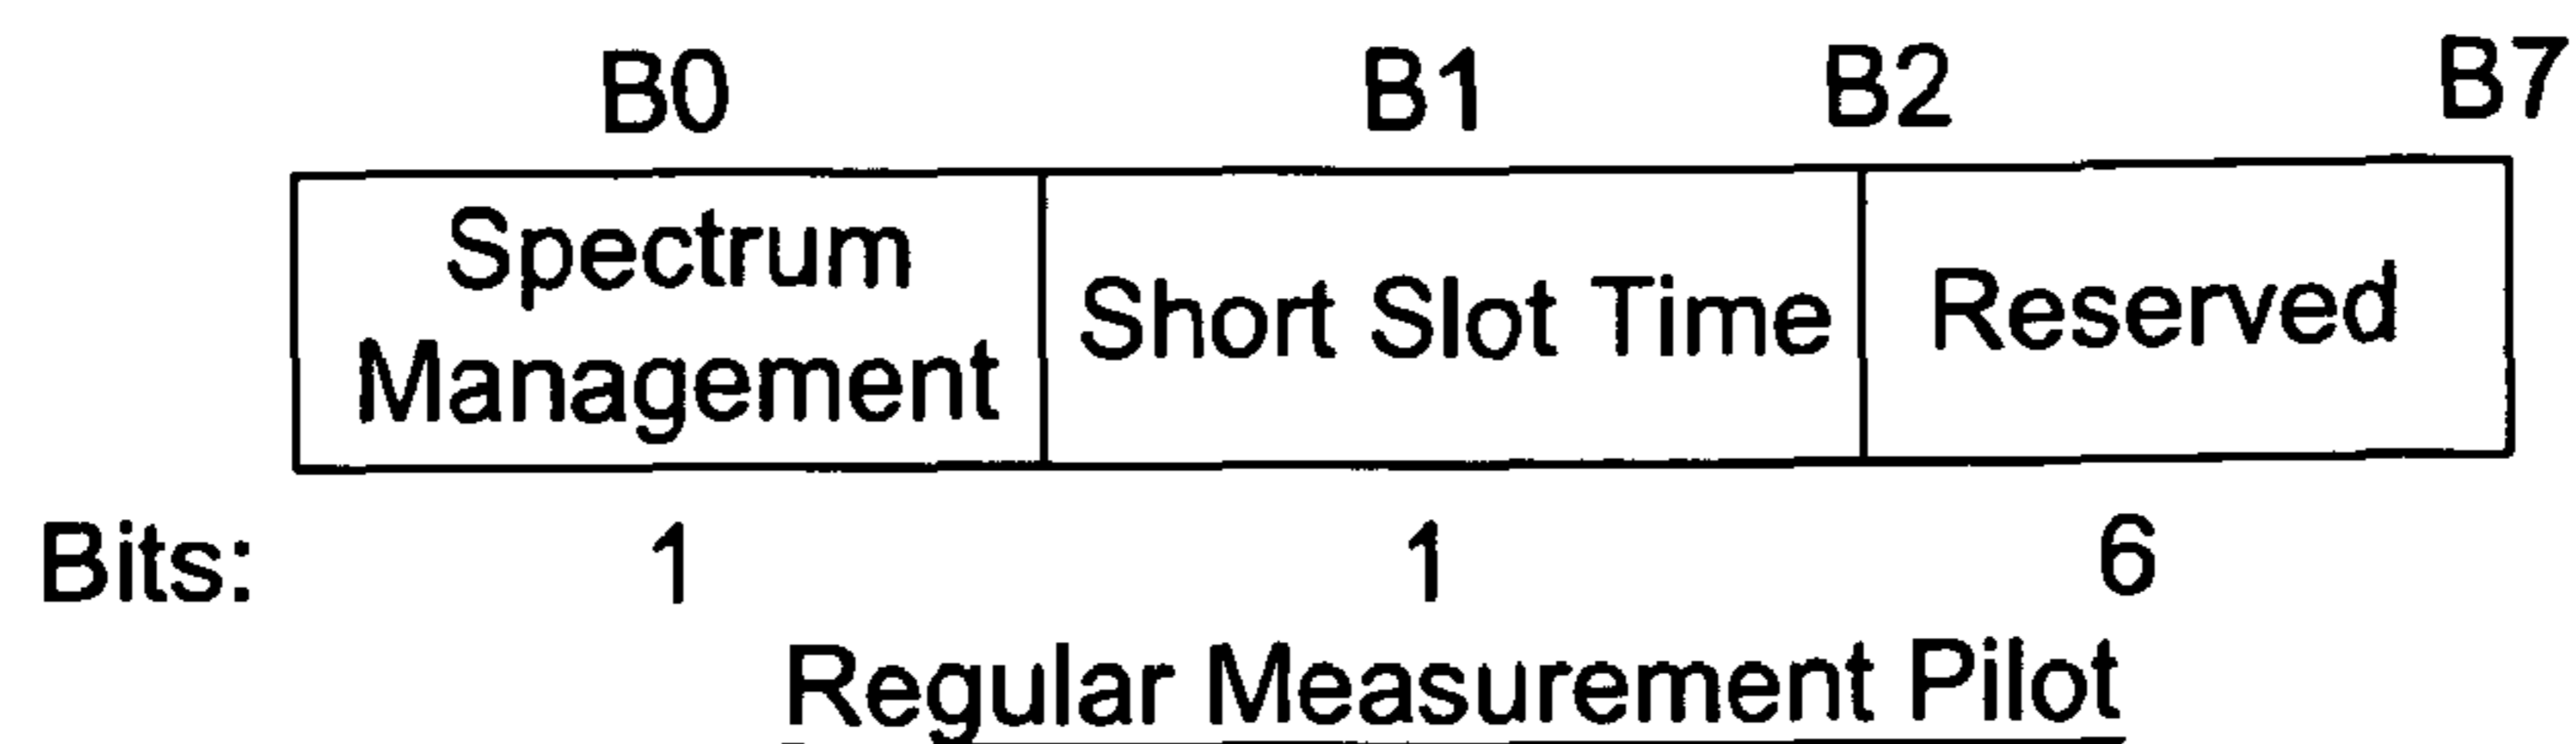 B0 B1 B2 B7
Spectrum Management Short Slot Time Reserved
Bits: 1 1 6
Regular Measurement Pilot